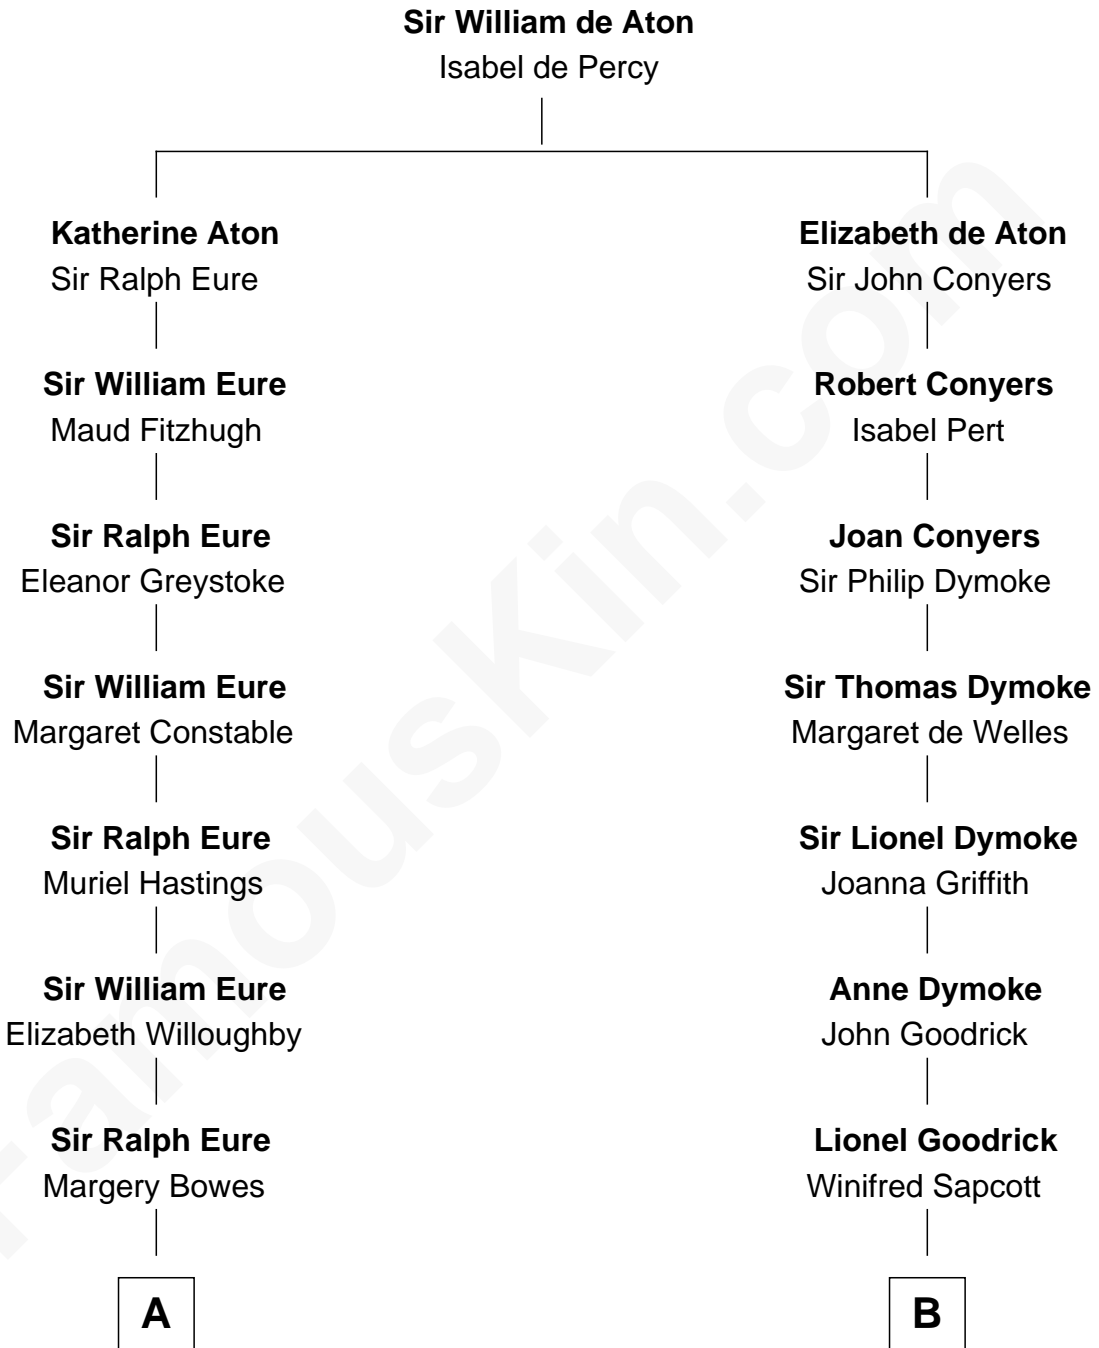 Sir William de Aton
Isabel de Percy
Katherine Aton
Sir Ralph Eure
Elizabeth de Aton
Sir John Conyers
Sir William Eure
Maud Fitzhugh
Robert Conyers
Isabel Pert
Sir Ralph Eure
Eleanor Greystoke
Joan Conyers
Sir Philip Dymoke
Sir William Eure
Margaret Constable
Sir Thomas Dymoke
Margaret de Welles
Sir Ralph Eure
Muriel Hastings
Sir Lionel Dymoke
Joanna Griffith
Sir William Eure
Elizabeth Willoughby
Anne Dymoke
John Goodrick
Sir Ralph Eure
Margery Bowes
Lionel Goodrick
Winifred Sapcott
A
B
FamousKin.com